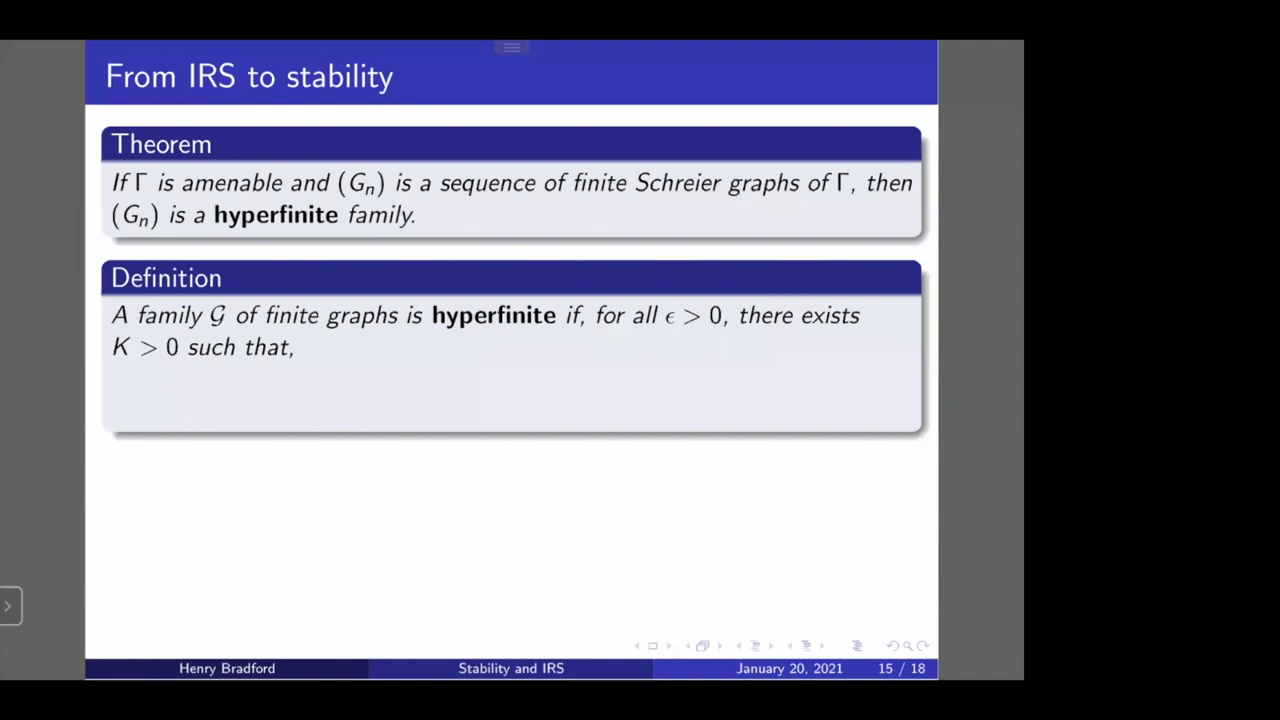 From IRS to stability
Theorem
If Γ is amenable and (Gₙ) is a sequence of finite Schreier graphs of Γ, then
(Gₙ) is a hyperfinite family.
Definition
A family 𝒢 of finite graphs is hyperfinite if, for all ϵ > 0, there exists
K > 0 such that,
Henry Bradford Stability and IRS January 20, 2021 15 / 18